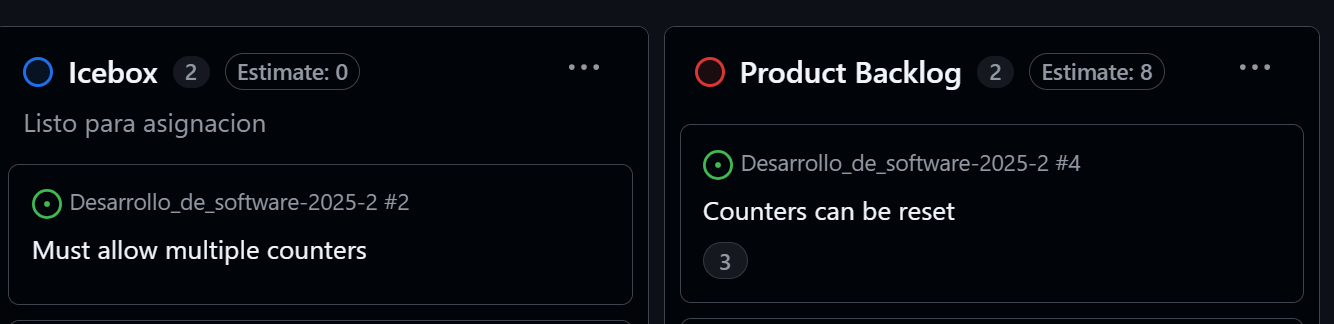 Icebox 2 Estimate: 0 ···
Listo para asignacion
Desarrollo_de_software-2025-2 #2
Must allow multiple counters
Product Backlog 2 Estimate: 8 ···
Desarrollo_de_software-2025-2 #4
Counters can be reset
3